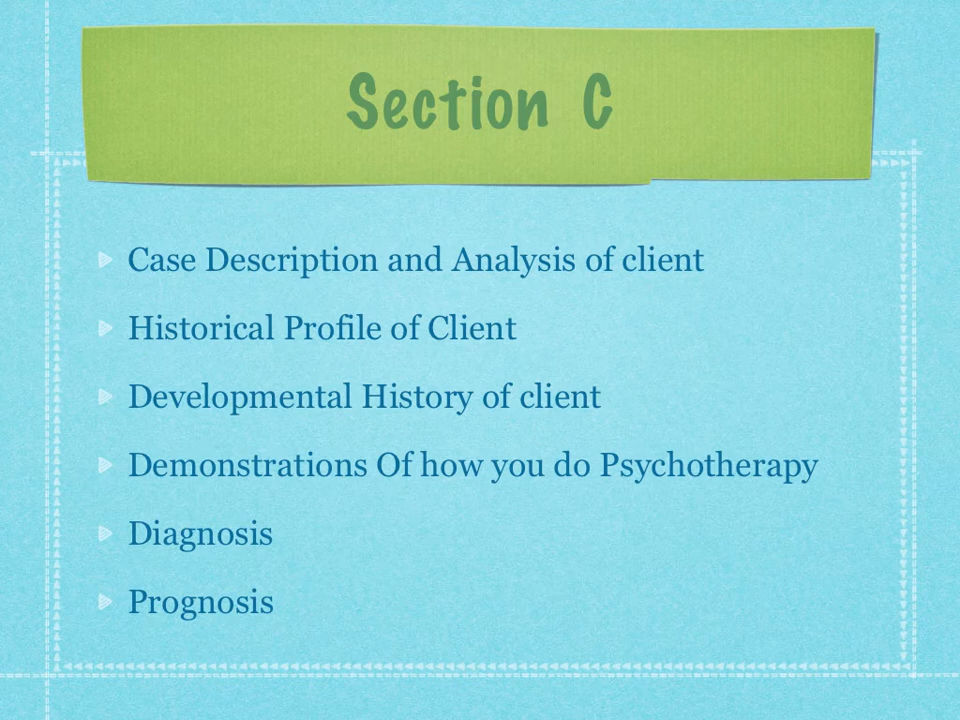 Section C
Case Description and Analysis of client
Historical Profile of Client
Developmental History of client
Demonstrations Of how you do Psychotherapy
Diagnosis
Prognosis